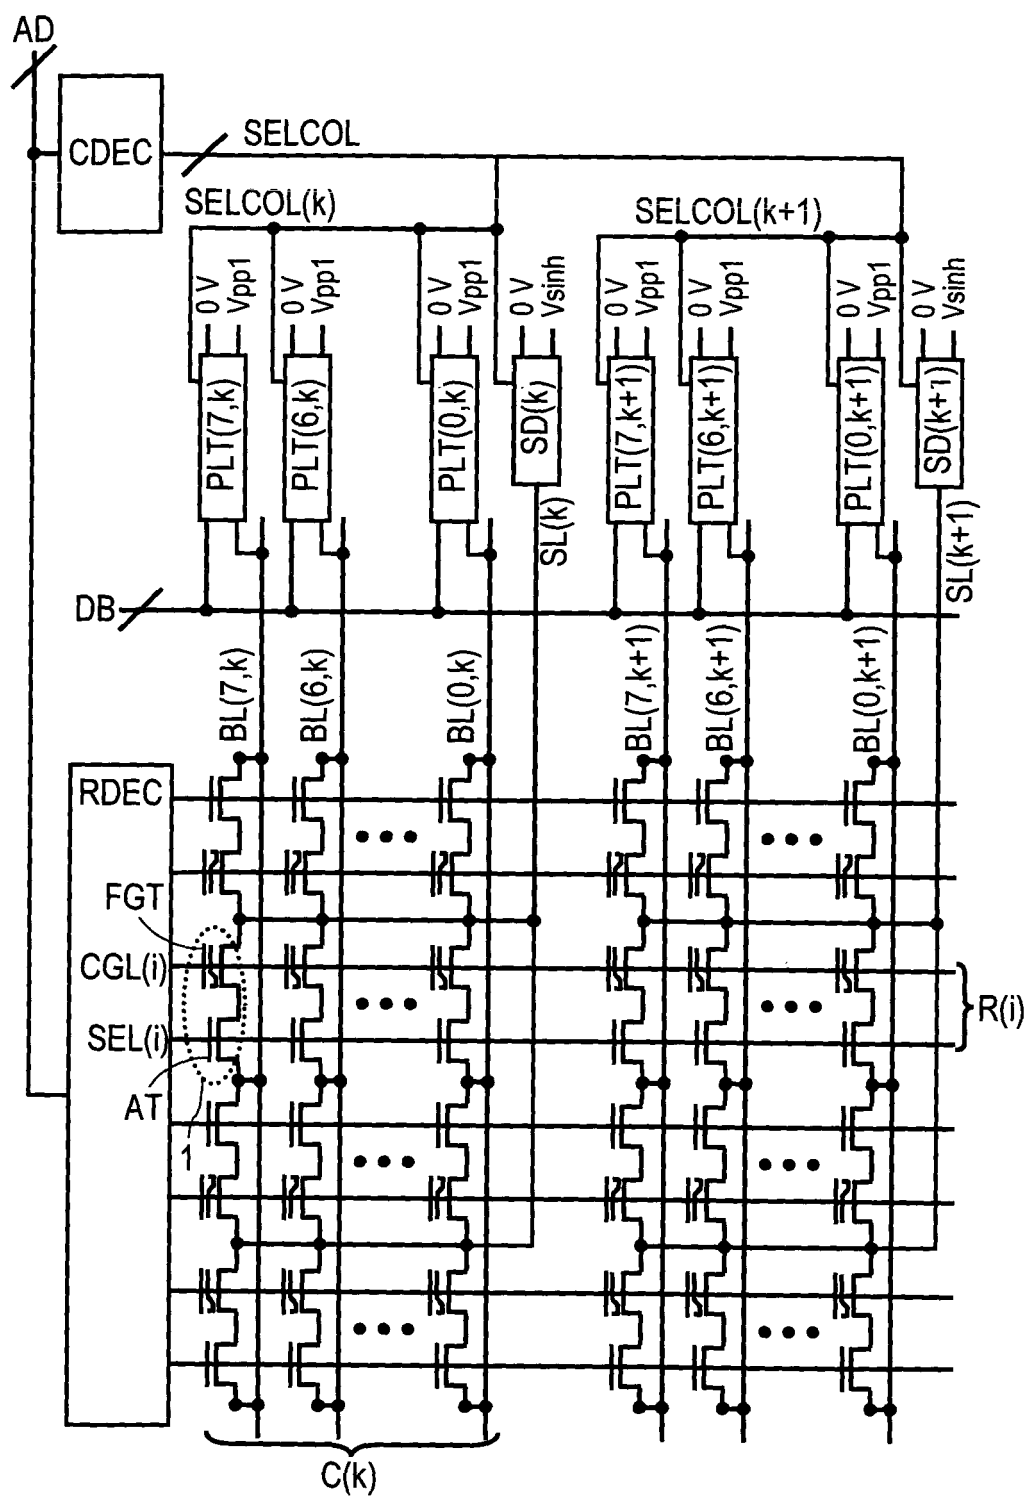 AD
CDEC
SELCOL
SELCOL(k)
SELCOL(k+1)
0 V
Vpp1
0 V
Vpp1
0 V
Vpp1
0 V
Vsinh
0 V
Vpp1
0 V
Vpp1
0 V
Vpp1
0 V
Vsinh
PLT(7,k)
PLT(6,k)
PLT(0,k)
SD(k)
PLT(7,k+1)
PLT(6,k+1)
PLT(0,k+1)
SD(k+1)
SL(k)
SL(k+1)
DB
BL(7,k)
BL(6,k)
BL(0,k)
BL(7,k+1)
BL(6,k+1)
BL(0,k+1)
RDEC
FGT
CGL(i)
SEL(i)
R(i)
AT
1
C(k)